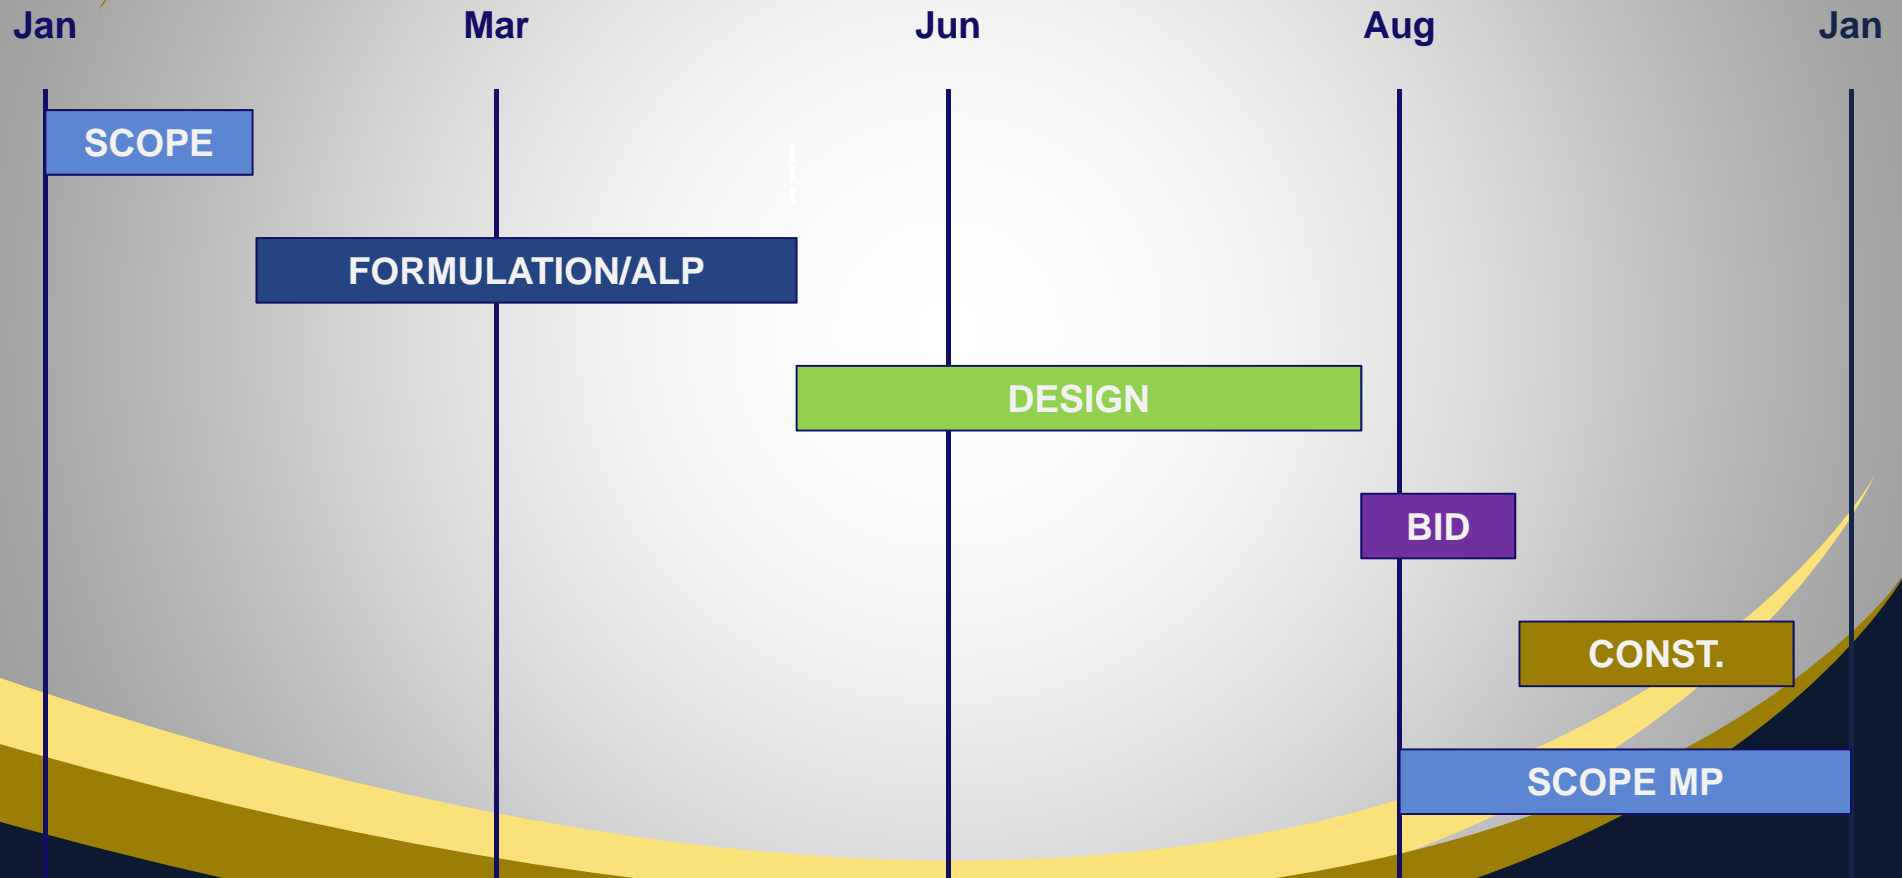 Jan Mar Jun Aug Jan
SCOPE
FORMULATION/ALP
DESIGN
BID
CONST.
SCOPE MP